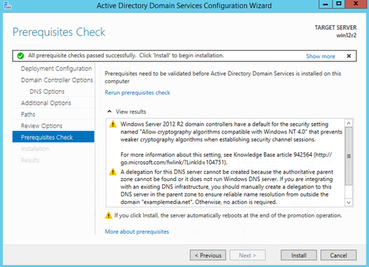 Active Directory Domain Services Configuration Wizard
Prerequisites Check
TARGET SERVER
win12r2
All prerequisite checks passed successfully. Click 'Install' to begin installation.
Show more
Deployment Configuration
Domain Controller Options
DNS Options
Additional Options
Paths
Review Options
Prerequisites Check
Installation
Results
Prerequisites need to be validated before Active Directory Domain Services is installed on this
computer
Rerun prerequisites check
View results
Windows Server 2012 R2 domain controllers have a default for the security setting
named "Allow cryptography algorithms compatible with Windows NT 4.0" that prevents
weaker cryptography algorithms when establishing security channel sessions.
For more information about this setting, see Knowledge Base article 942564 (http://
go.microsoft.com/fwlink/?LinkId=104751).
A delegation for this DNS server cannot be created because the authoritative parent
zone cannot be found or it does not run Windows DNS server. If you are integrating
with an existing DNS infrastructure, you should manually create a delegation to this
DNS server in the parent zone to ensure reliable name resolution from outside the
domain "examplemedia.net". Otherwise, no action is required.
If you click Install, the server automatically reboots at the end of the promotion operation.
More about prerequisites
< Previous
Next >
Install
Cancel